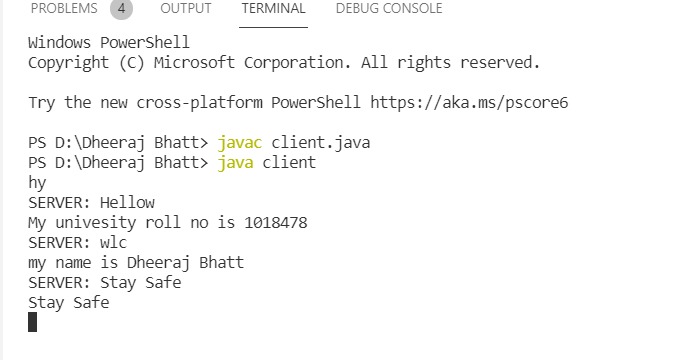 PROBLEMS 4 OUTPUT TERMINAL DEBUG CONSOLE
Windows PowerShell
Copyright (C) Microsoft Corporation. All rights reserved.
Try the new cross-platform PowerShell https://aka.ms/pscore6
PS D:\Dheeraj Bhatt> javac client.java
PS D:\Dheeraj Bhatt> java client
hy
SERVER: Hellow
My univesity roll no is 1018478
SERVER: wlc
my name is Dheeraj Bhatt
SERVER: Stay Safe
Stay Safe